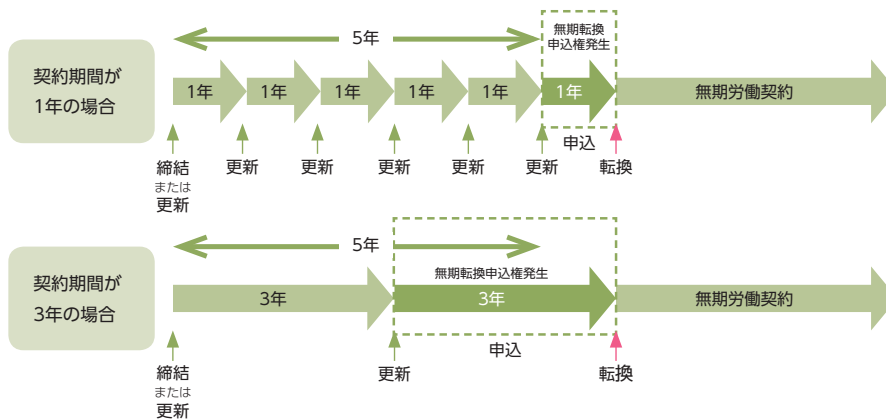 契約期間が
1年の場合
5年
無期転換
申込権発生
1年
1年
1年
1年
1年
1年
無期労働契約
締結
または
更新
更新
更新
更新
更新
更新
申込
転換
契約期間が
3年の場合
5年
無期転換申込権発生
3年
3年
無期労働契約
締結
または
更新
更新
申込
転換